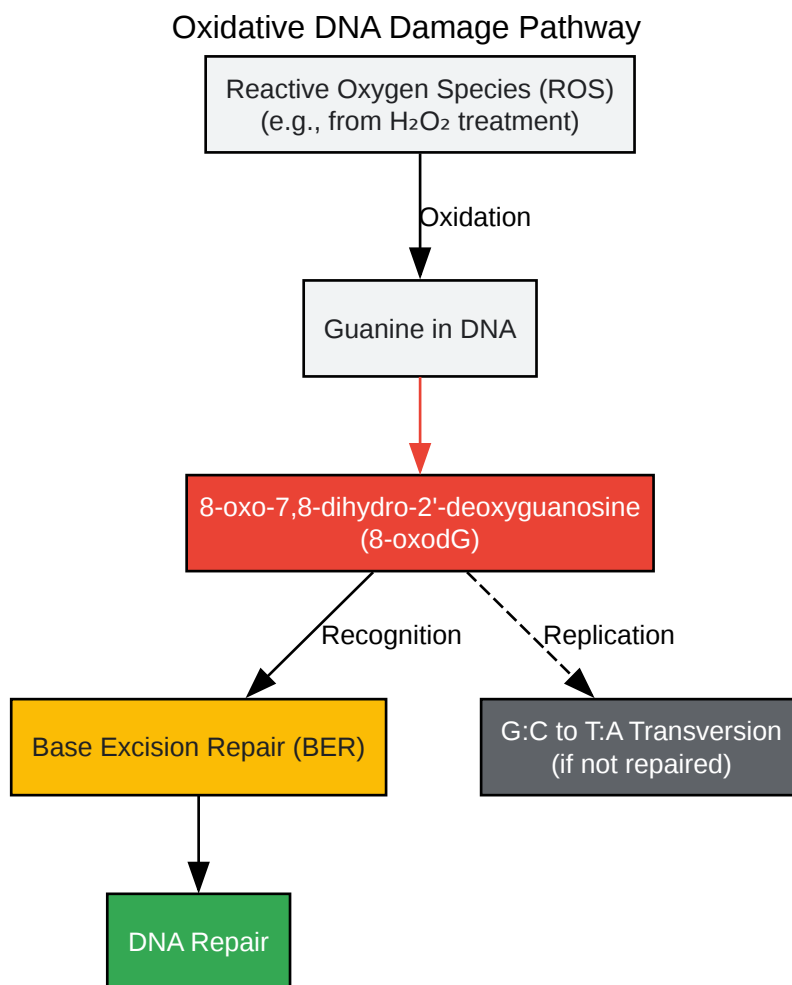 Oxidative DNA Damage Pathway
Reactive Oxygen Species (ROS)
(e.g., from H₂O₂ treatment)
Oxidation
Guanine in DNA
8-oxo-7,8-dihydro-2'-deoxyguanosine
(8-oxodG)
Recognition
Replication
Base Excision Repair (BER)
G:C to T:A Transversion
(if not repaired)
DNA Repair